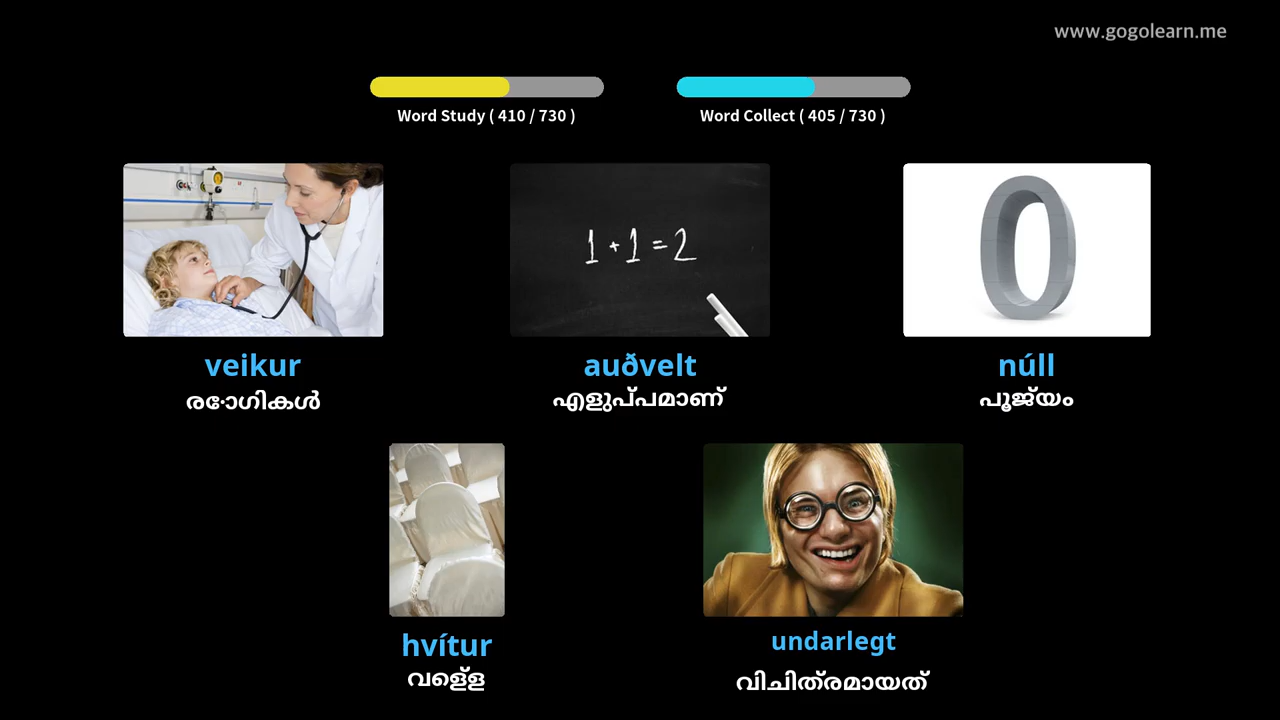 www.gogolearn.me
Word Study ( 410 / 730 )
Word Collect ( 405 / 730 )
1 + 1 = 2
0
veikur
auðvelt
núll
രോഗികൾ
എളുപ്പമാണ്
പൂജ്യം
hvítur
undarlegt
വെള്ള
വിചിത്രമായത്